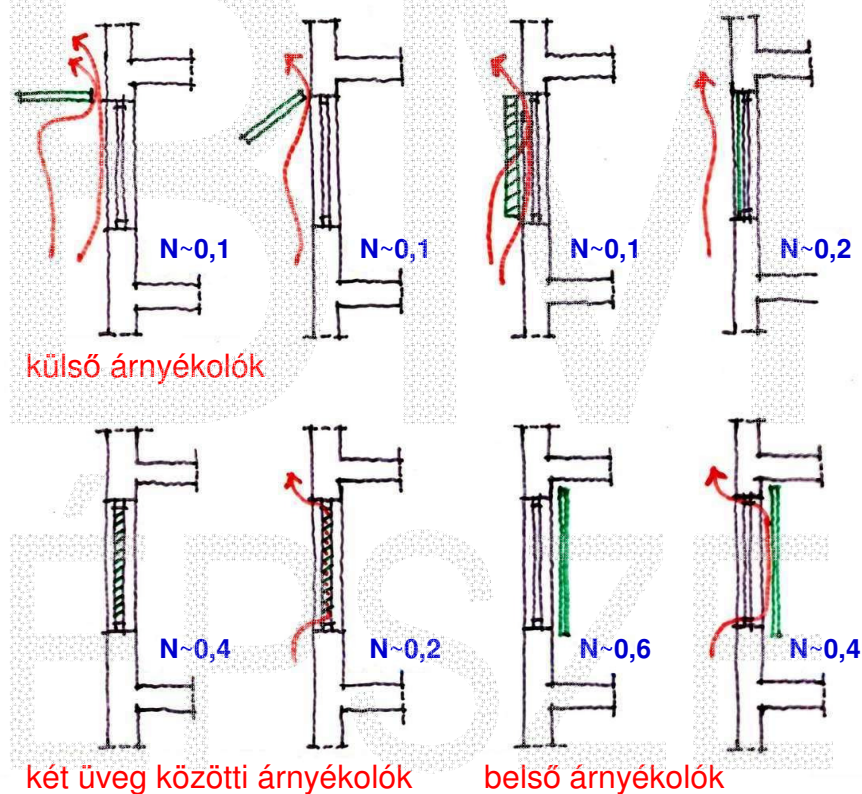 N~0,1
N~0,1
N~0,1
N~0,2
külső árnyékolók
N~0,4
N~0,2
N~0,6
N~0,4
két üveg közötti árnyékolók
belső árnyékolók